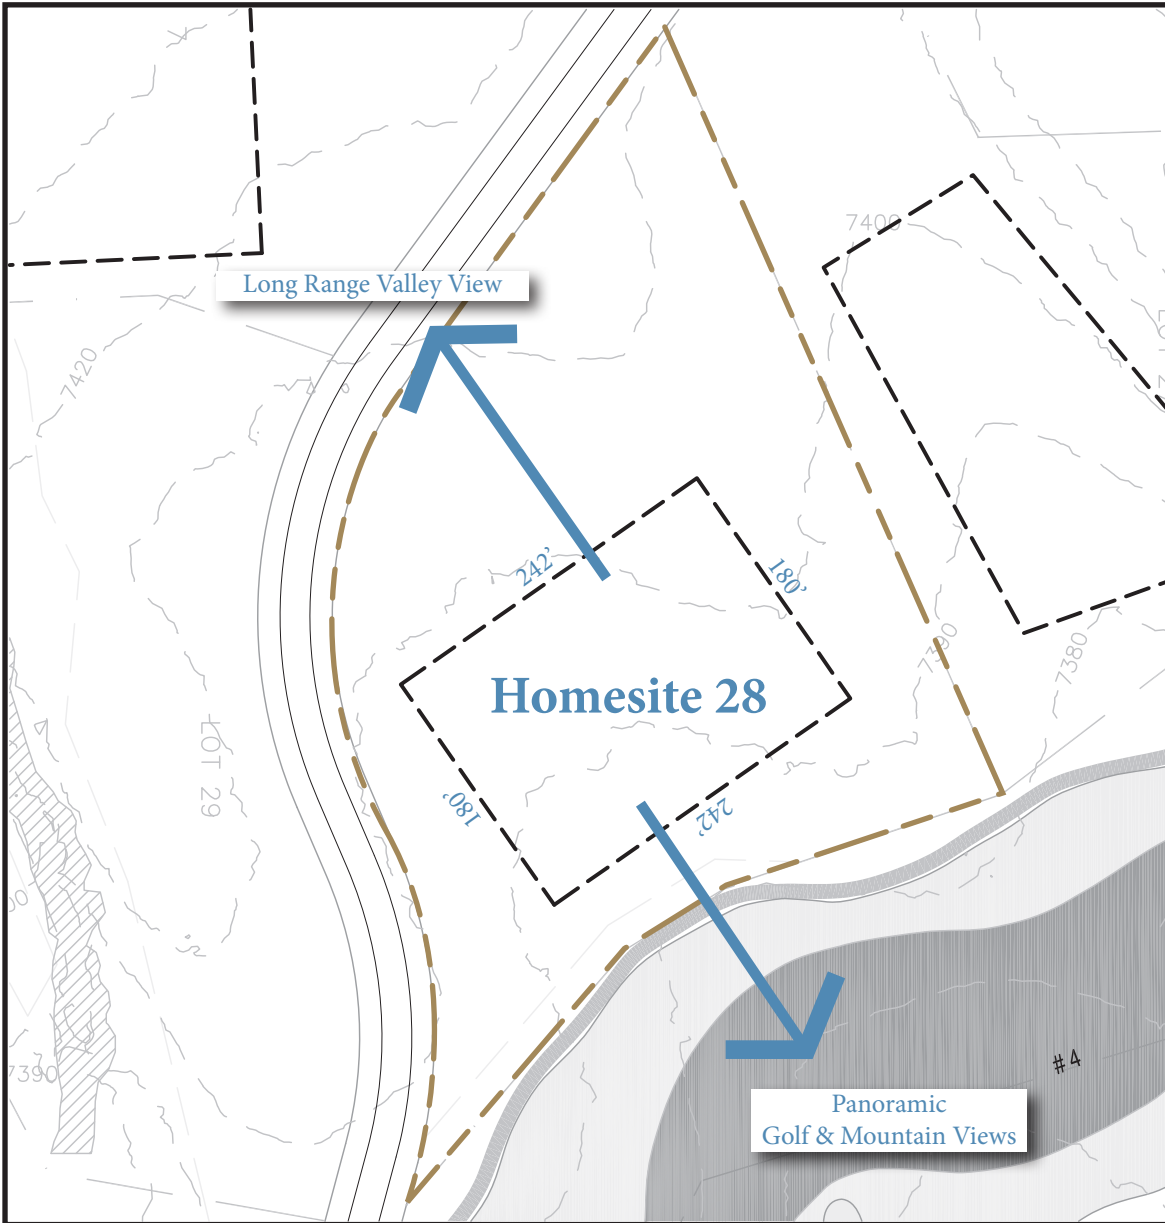 7400
Long Range Valley View
7420
242’
180’
7390
7380
Homesite 28
LOT 29
180’
242’
7390
#4
Panoramic
Golf & Mountain Views